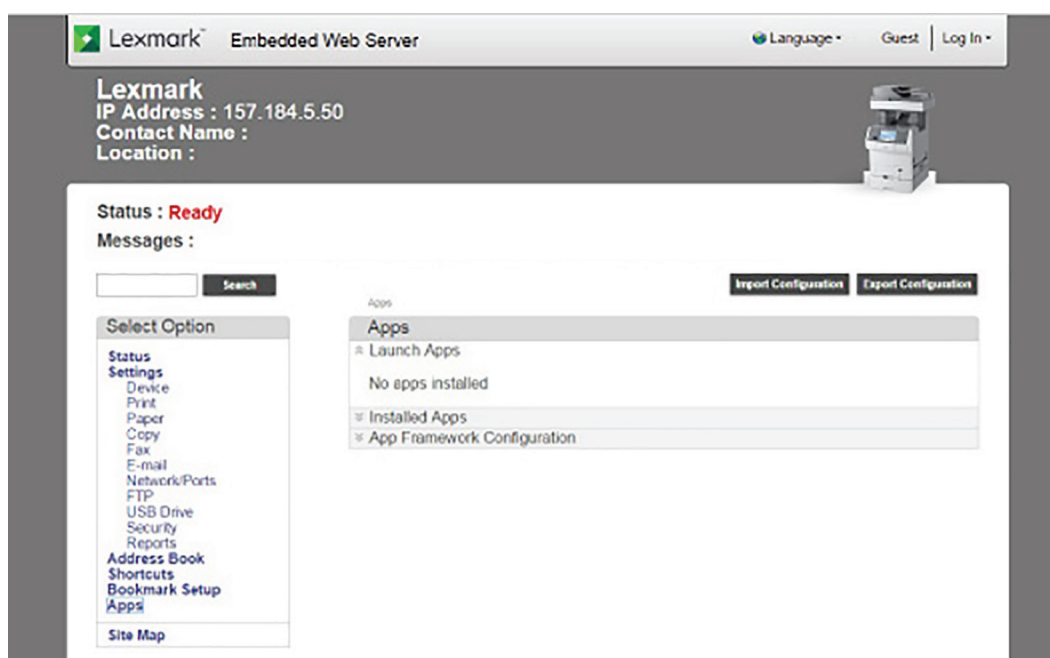 Lexmark™ Embedded Web Server Language Guest Log In
Lexmark
IP Address : 157.184.5.50
Contact Name :
Location :
Status : Ready
Messages :
Search
Import Configuration Export Configuration
Apps
Select Option
Status
Settings
Device
Print
Paper
Copy
Fax
E-mail
Network/Ports
FTP
USB Drive
Security
Reports
Address Book
Shortcuts
Bookmark Setup
Apps
Site Map
Apps
Launch Apps
No apps installed
Installed Apps
App Framework Configuration